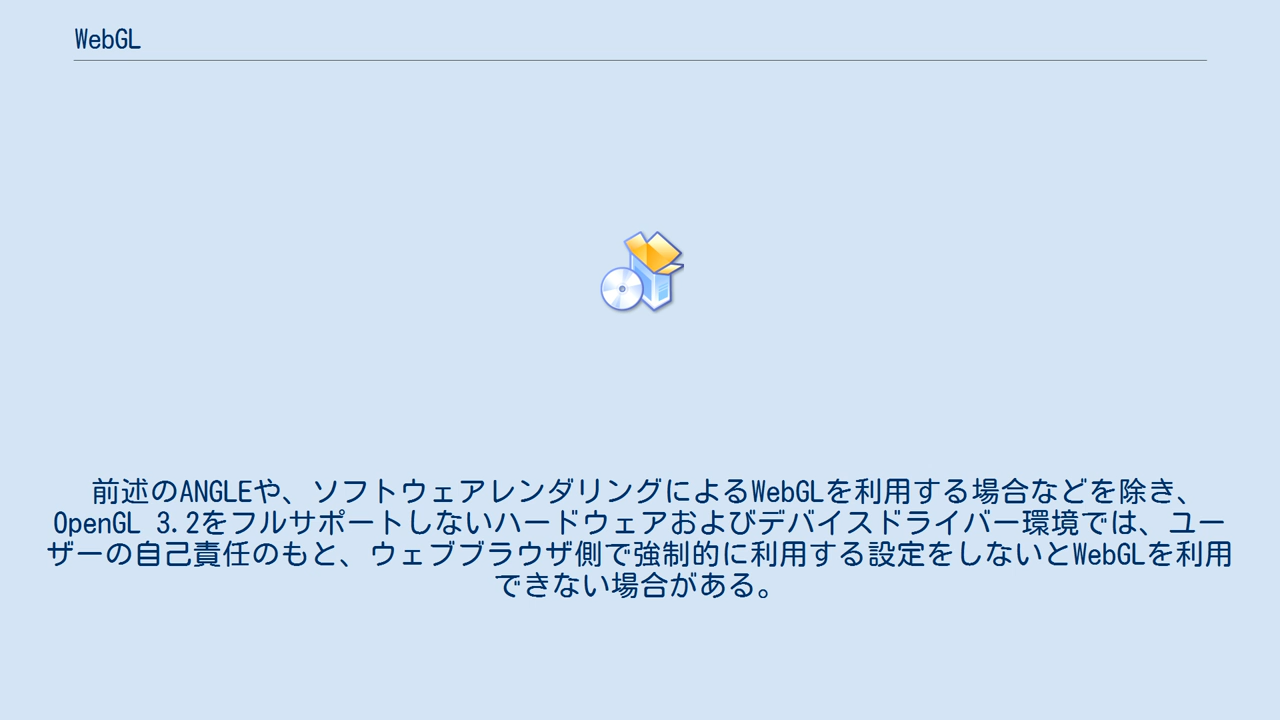 WebGL
前述のANGLEや、ソフトウェアレンダリングによるWebGLを利用する場合などを除き、
OpenGL 3.2をフルサポートしないハードウェアおよびデバイスドライバー環境では、ユー
ザーの自己責任のもと、ウェブブラウザ側で強制的に利用する設定をしないとWebGLを利用
できない場合がある。